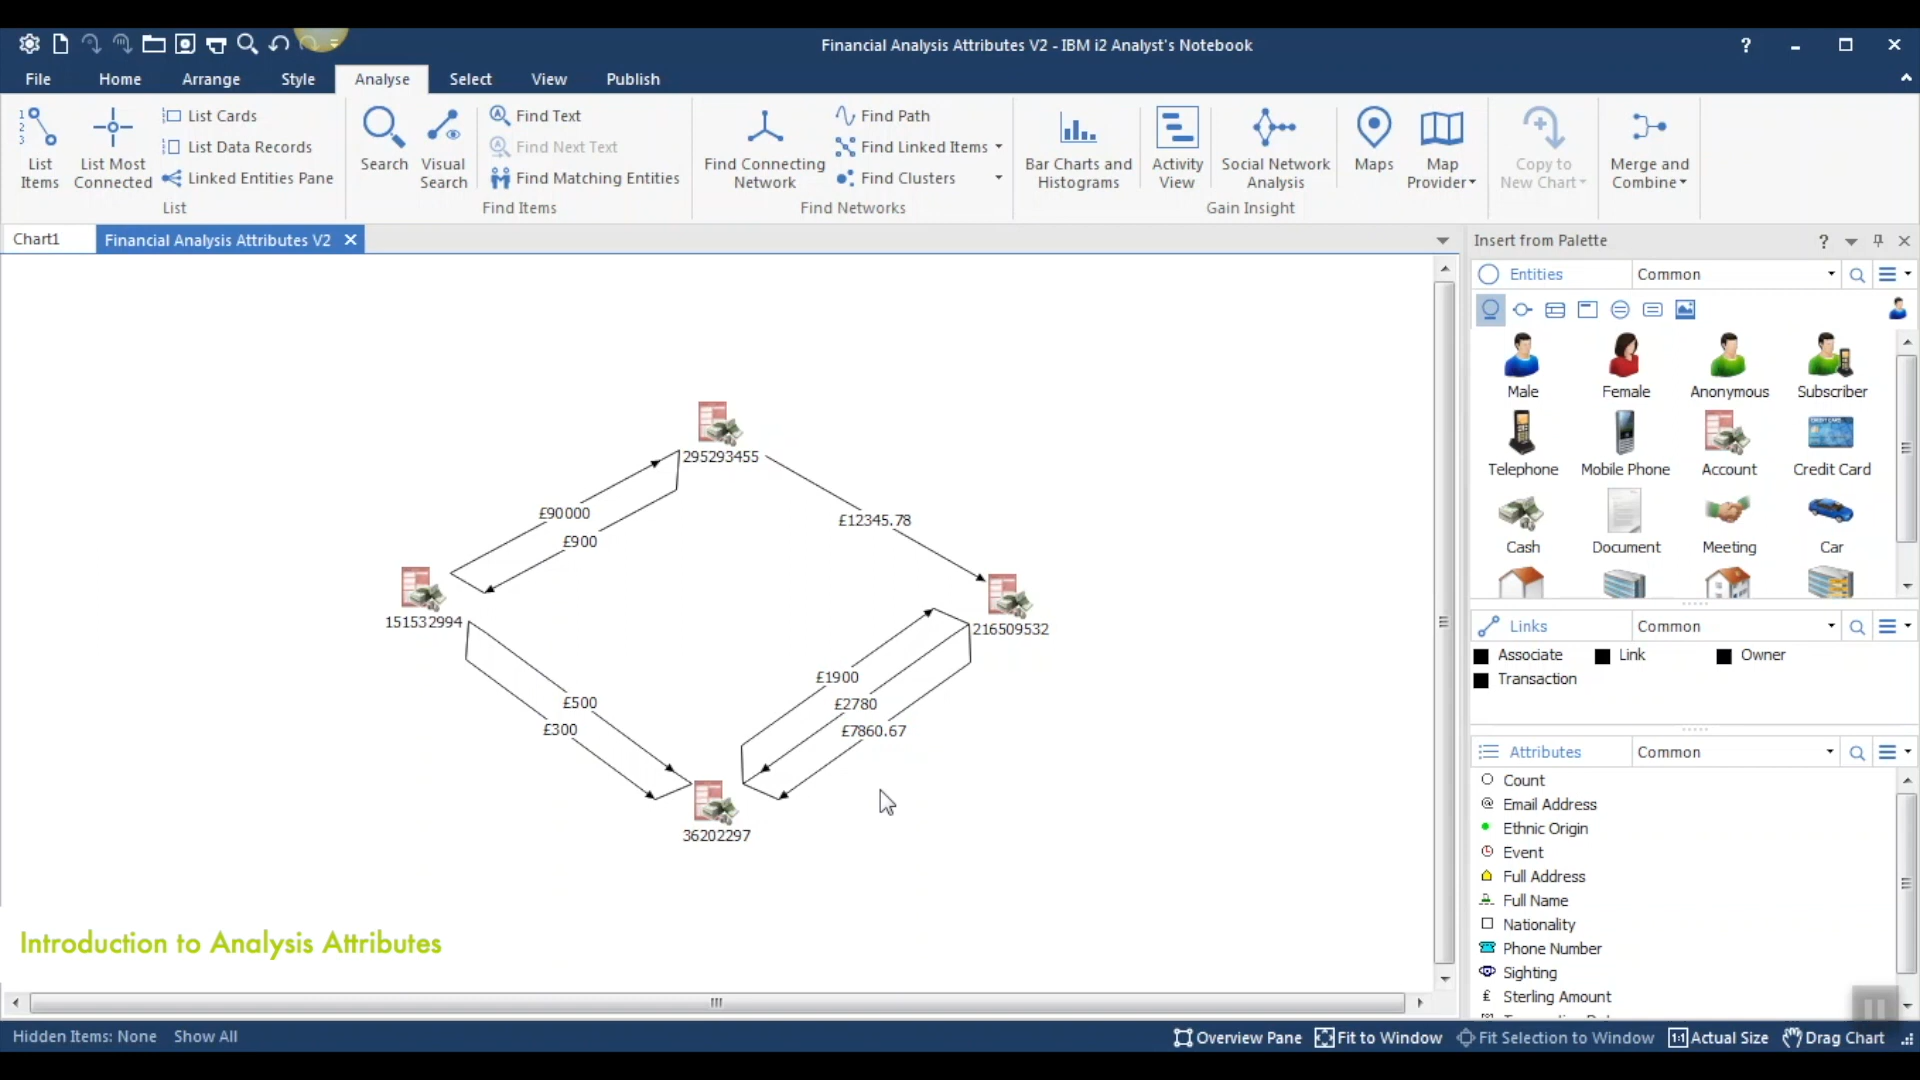 Financial Analysis Attributes V2 - IBM i2 Analyst's Notebook
?
File Home Arrange Style Analyse Select View Publish
List Items
List Most Connected
List Cards
List Data Records
Linked Entities Pane
List
Search
Visual Search
Find Text
Find Next Text
Find Matching Entities
Find Items
Find Connecting Network
Find Path
Find Linked Items
Find Clusters
Find Networks
Bar Charts and Histograms
Activity View
Social Network Analysis
Gain Insight
Maps
Map Provider
Copy to New Chart
Merge and Combine
Chart1
Financial Analysis Attributes V2
295293455
£90000
£900
£12345.78
151532994
216509532
£500
£300
£1900
£2780
£7860.67
36202297
Introduction to Analysis Attributes
Insert from Palette
?
Entities Common
Male Female Anonymous Subscriber
Telephone Mobile Phone Account Credit Card
Cash Document Meeting Car
Links Common
Associate Link Owner
Transaction
Attributes Common
Count
Email Address
Ethnic Origin
Event
Full Address
Full Name
Nationality
Phone Number
Sighting
Sterling Amount
Hidden Items: None Show All
Overview Pane Fit to Window Fit Selection to Window 1:1 Actual Size Drag Chart